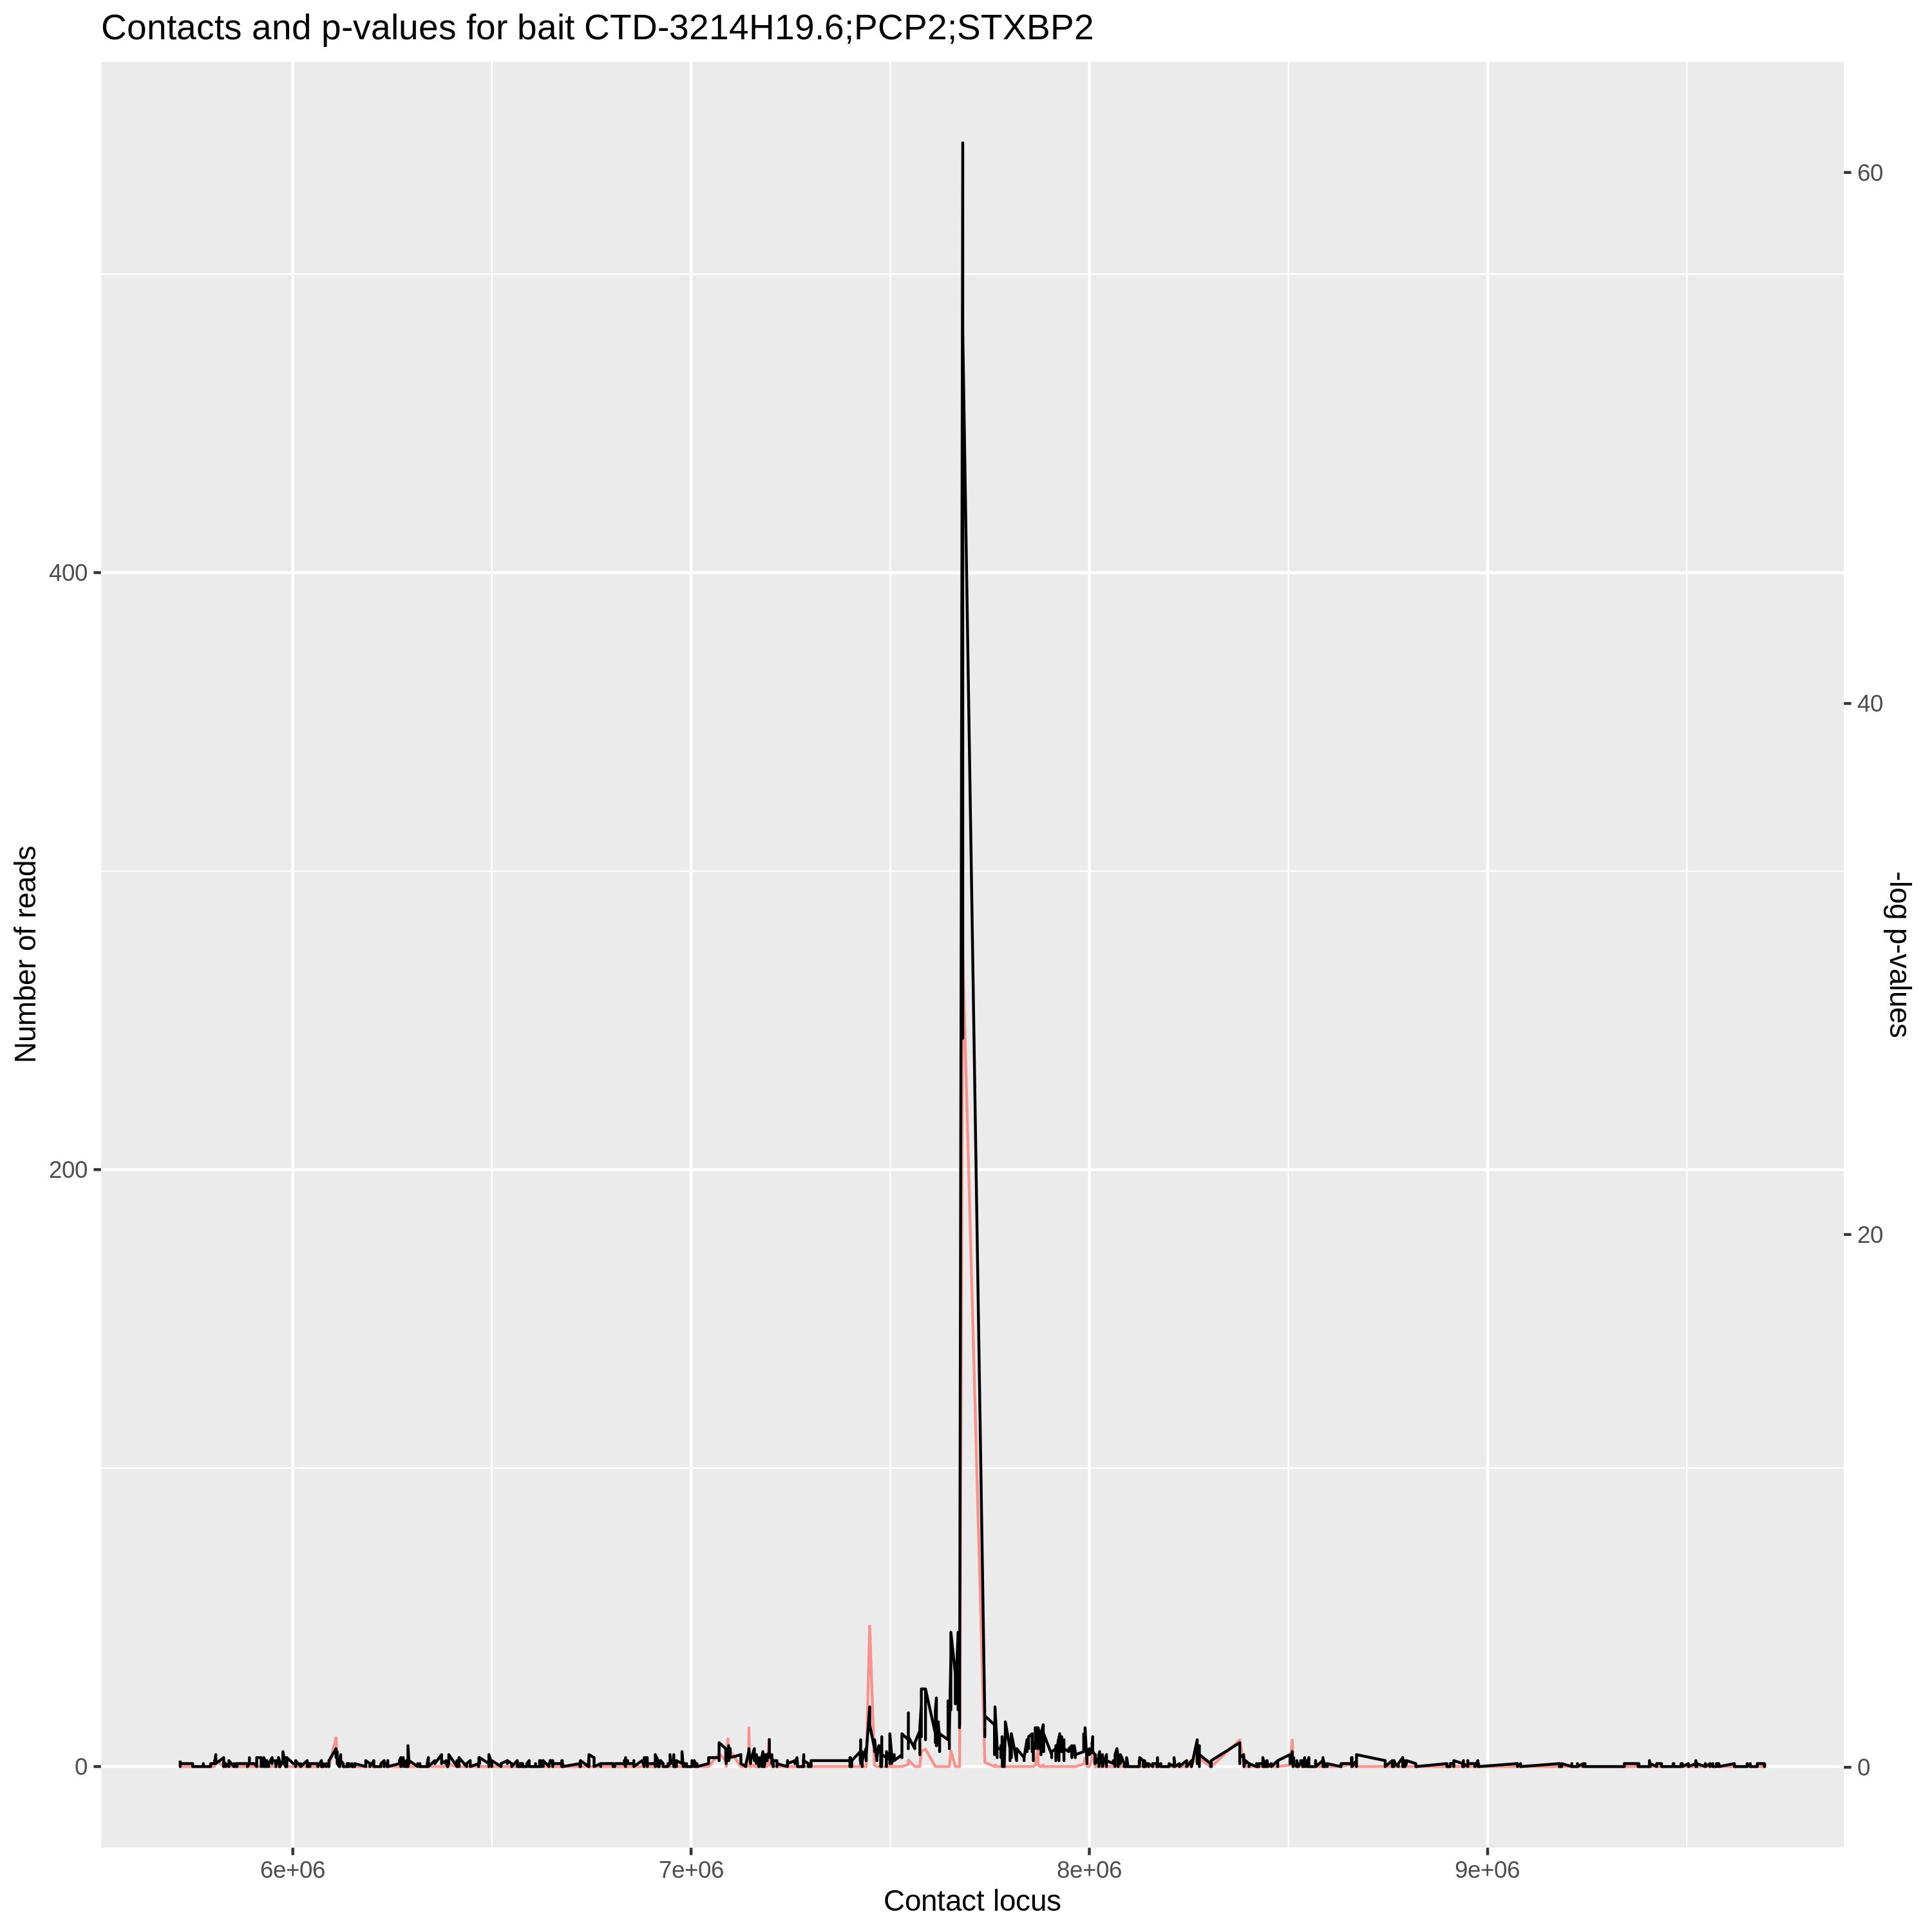 Contacts and p-values for bait CTD-3214H19.6;PCP2;STXBP2
60
400
40
Number of reads
-log p-values
20
200
0
0
6e+06
7e+06
8e+06
9e+06
Contact locus